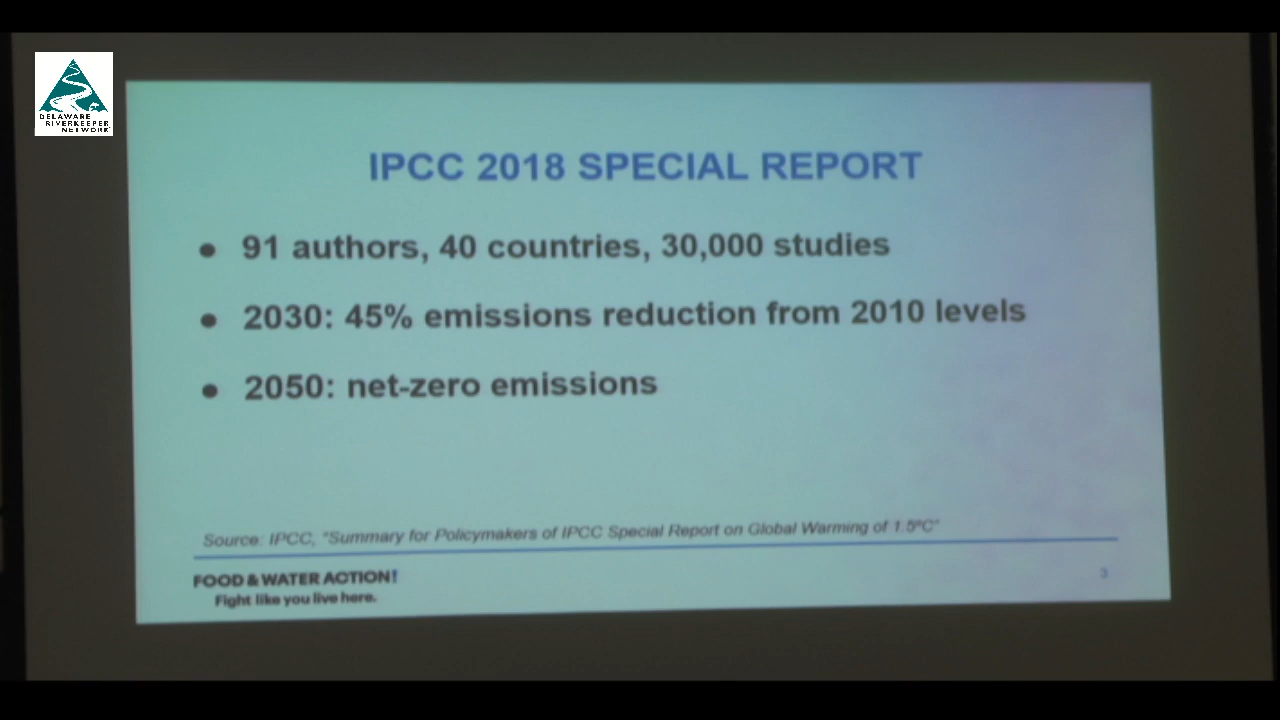 DELAWARE
RIVERKEEPER
NETWORK
IPCC 2018 SPECIAL REPORT
● 91 authors, 40 countries, 30,000 studies
● 2030: 45% emissions reduction from 2010 levels
● 2050: net-zero emissions
Source: IPCC, "Summary for Policymakers of IPCC Special Report on Global Warming of 1.5ºC"
FOOD & WATER ACTION!
Fight like you live here.
3